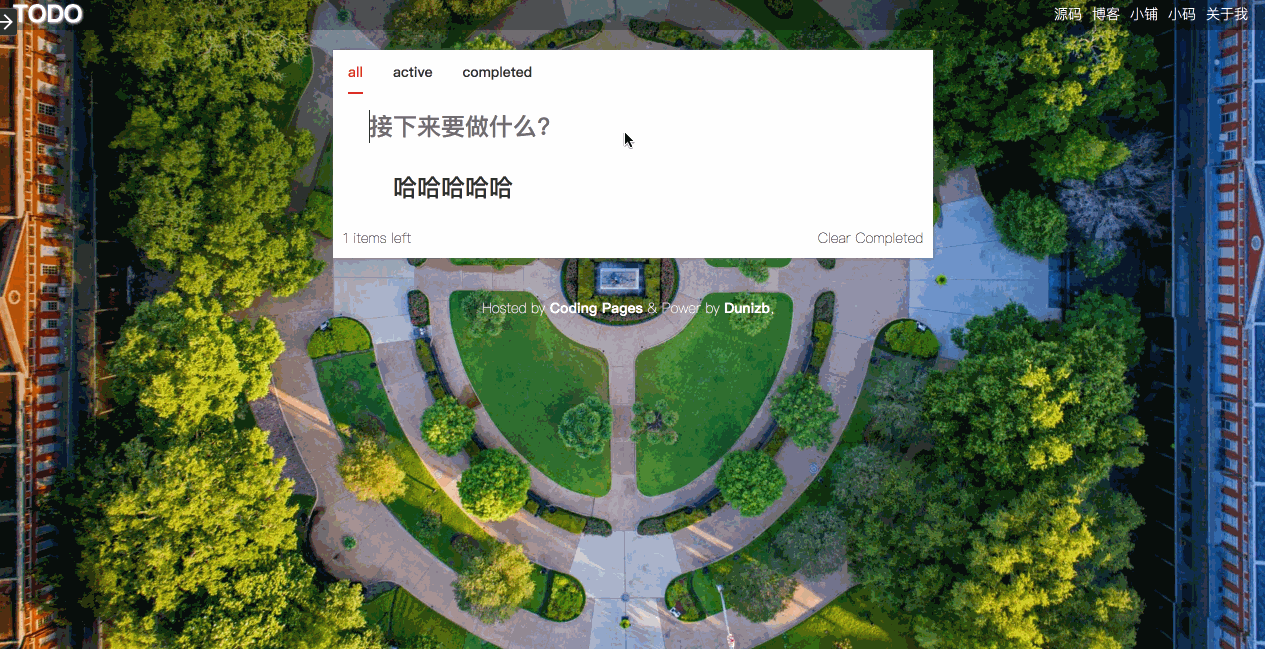 TODO
源码 博客 小铺 小码 关于我
all active completed
接下来要做什么？
哈哈哈哈哈
1 items left Clear Completed
Hosted by Coding Pages & Power by Dunizb.